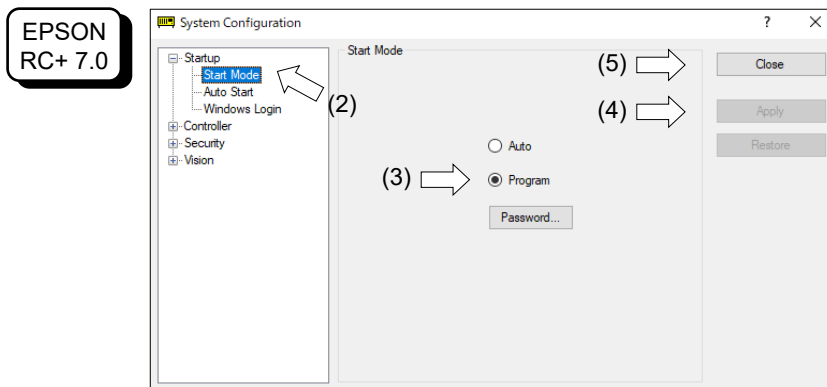 EPSON
RC+ 7.0
System Configuration
?
Startup
Start Mode
Auto Start
Windows Login
Controller
Security
Vision
(2)
Start Mode
(5)
Close
(4)
Apply
Restore
Auto
(3)
Program
Password...